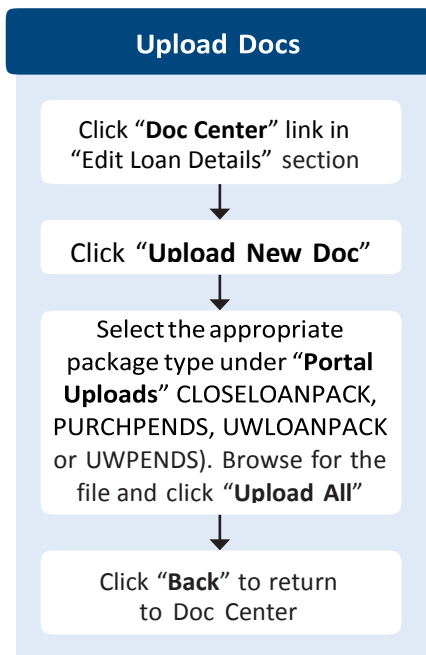 Upload Docs
Click “Doc Center” link in
“Edit Loan Details” section
Click “Upload New Doc”
Select the appropriate
package type under “Portal
Uploads” CLOSELOANPACK,
PURCHPENDS, UWLOANPACK
or UWPENDS). Browse for the
file and click “Upload All”
Click “Back” to return
to Doc Center